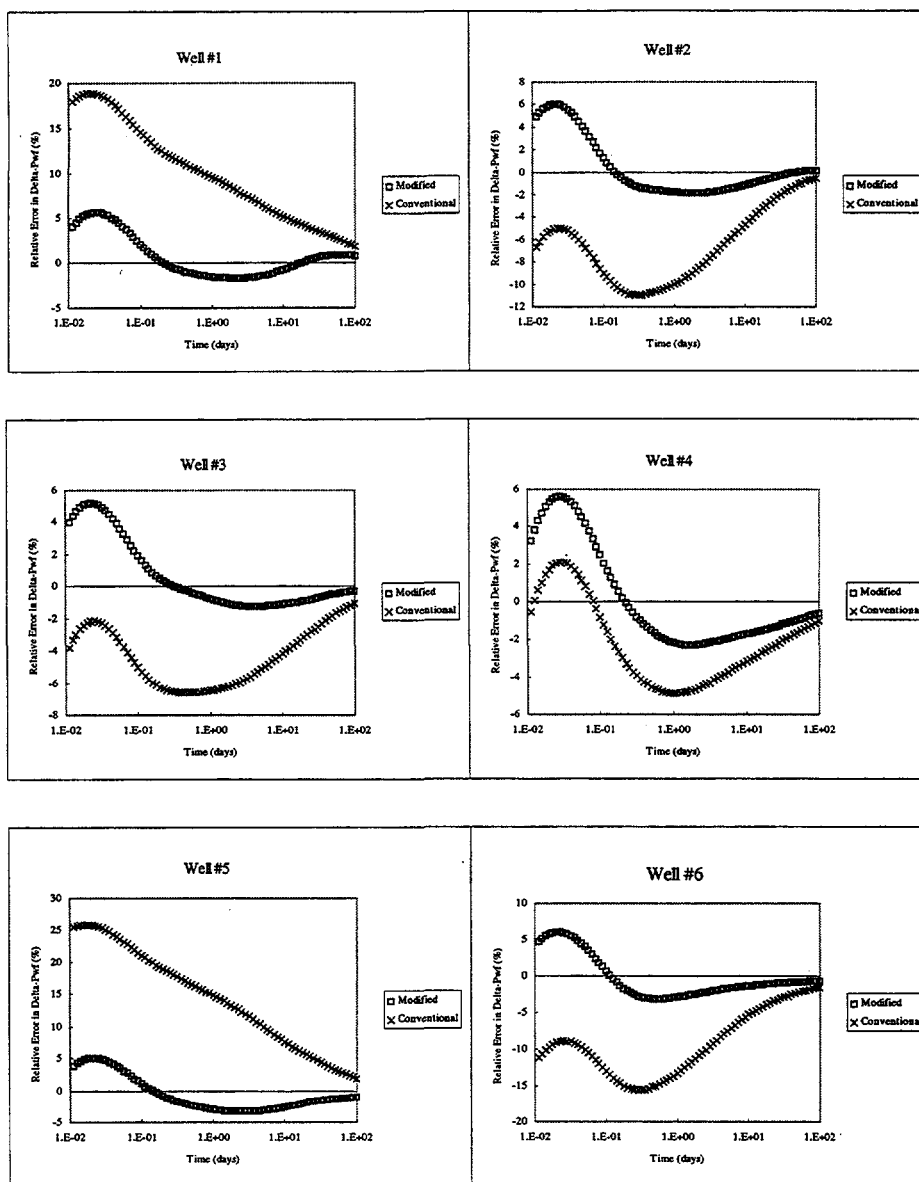 Well #1
Relative Error in Delta-Pwf (%)
20
15
10
5
0
-5
1.E-02 1.E-01 1.E+00 1.E+01 1.E+02
Time (days)
Modified
Conventional
Well #2
Relative Error in Delta-Pwf (%)
8
6
4
2
0
-2
-4
-6
-8
-10
-12
1.E-02 1.E-01 1.E+00 1.E+01 1.E+02
Time (days)
Modified
Conventional
Well #3
Relative Error in Delta-Pwf (%)
6
4
2
0
-2
-4
-6
-8
1.E-02 1.E-01 1.E+00 1.E+01 1.E+02
Time (days)
Modified
Conventional
Well #4
Relative Error in Delta-Pwf (%)
6
4
2
0
-2
-4
-6
1.E-02 1.E-01 1.E+00 1.E+01 1.E+02
Time (days)
Modified
Conventional
Well #5
Relative Error in Delta-Pwf (%)
30
25
20
15
10
5
0
-5
1.E-02 1.E-01 1.E+00 1.E+01 1.E+02
Time (days)
Modified
Conventional
Well #6
Relative Error in Delta-Pwf (%)
10
5
0
-5
-10
-15
-20
1.E-02 1.E-01 1.E+00 1.E+01 1.E+02
Time (days)
Modified
Conventional